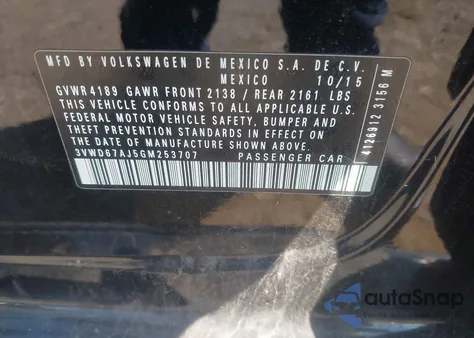 MFD BY VOLKSWAGEN DE MEXICO S.A. DE C.V.
MEXICO 10/15
GVWR 4189 GAWR FRONT 2138 / REAR 2161 LBS
THIS VEHICLE CONFORMS TO ALL APPLICABLE U.S.
FEDERAL MOTOR VEHICLE SAFETY, BUMPER, AND
THEFT PREVENTION STANDARDS IN EFFECT ON
THE DATE OF MANUFACTURE SHOWN ABOVE
3VWD67AJ5GM253707 PASSENGER CAR
4126912 3156 M
autoSnap